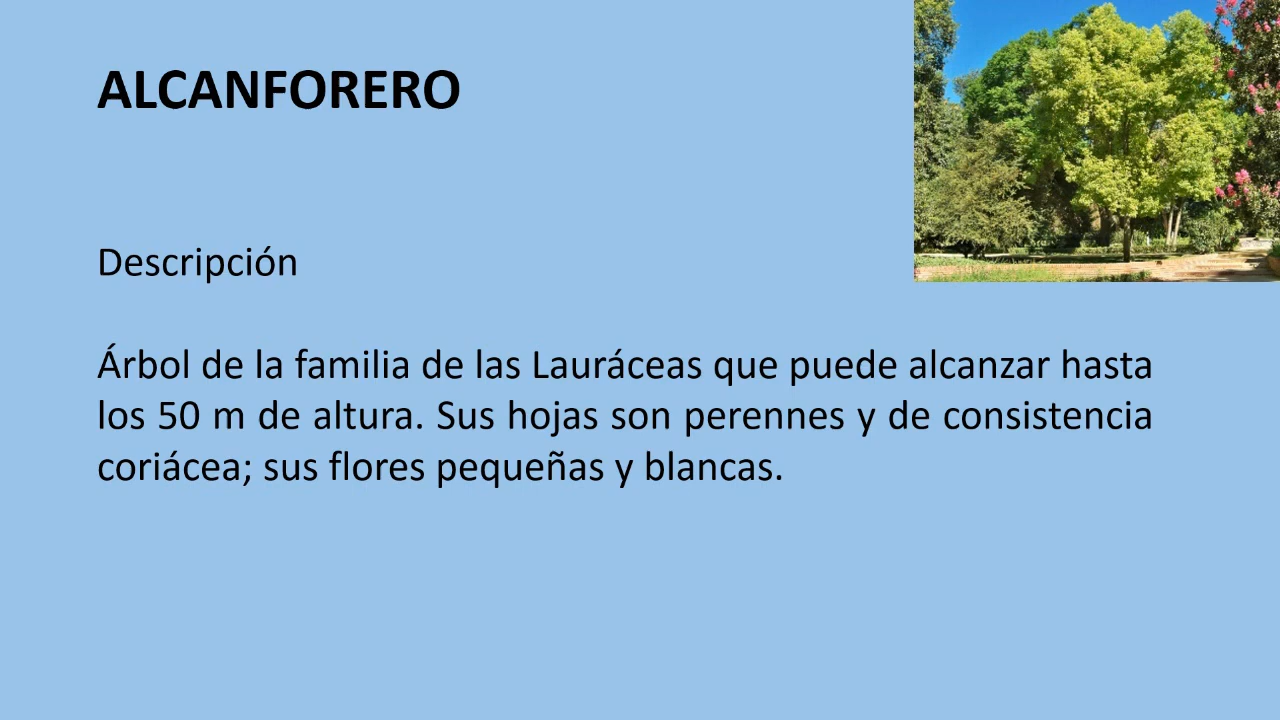 ALCANFORERO
Descripción
Árbol de la familia de las Lauráceas que puede alcanzar hasta
los 50 m de altura. Sus hojas son perennes y de consistencia
coriácea; sus flores pequeñas y blancas.